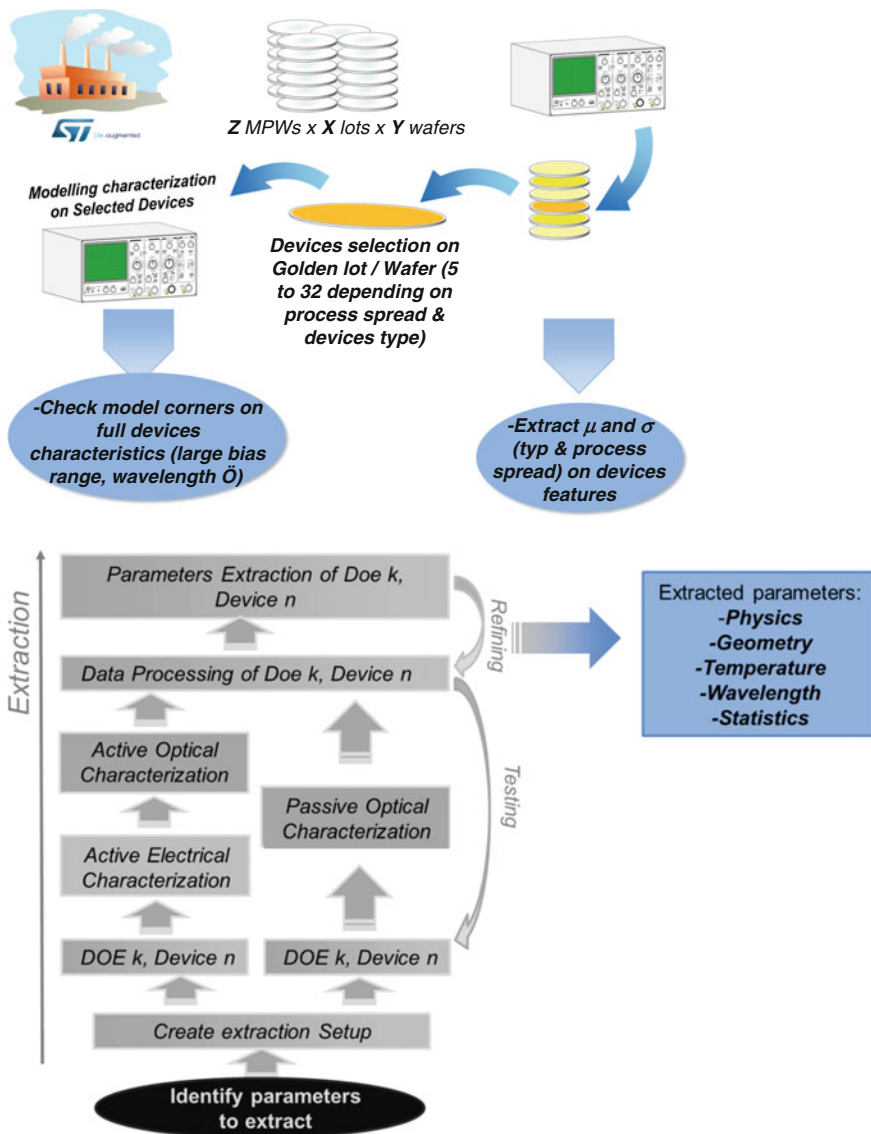 ST life.augmented
Z MPWs x X lots x Y wafers
Modelling characterization
on Selected Devices
Devices selection on
Golden lot / Wafer (5
to 32 depending on
process spread &
devices type)
-Check model corners on
full devices
characteristics (large bias
range, wavelength Ö)
-Extract μ and σ
(typ & process
spread) on devices
features
Extraction
Parameters Extraction of Doe k,
Device n
Refining
Data Processing of Doe k, Device n
Active Optical
Characterization
Passive Optical
Characterization
Testing
Active Electrical
Characterization
DOE k, Device n
DOE k, Device n
Create extraction Setup
Identify parameters
to extract
Extracted parameters:
-Physics
-Geometry
-Temperature
-Wavelength
-Statistics